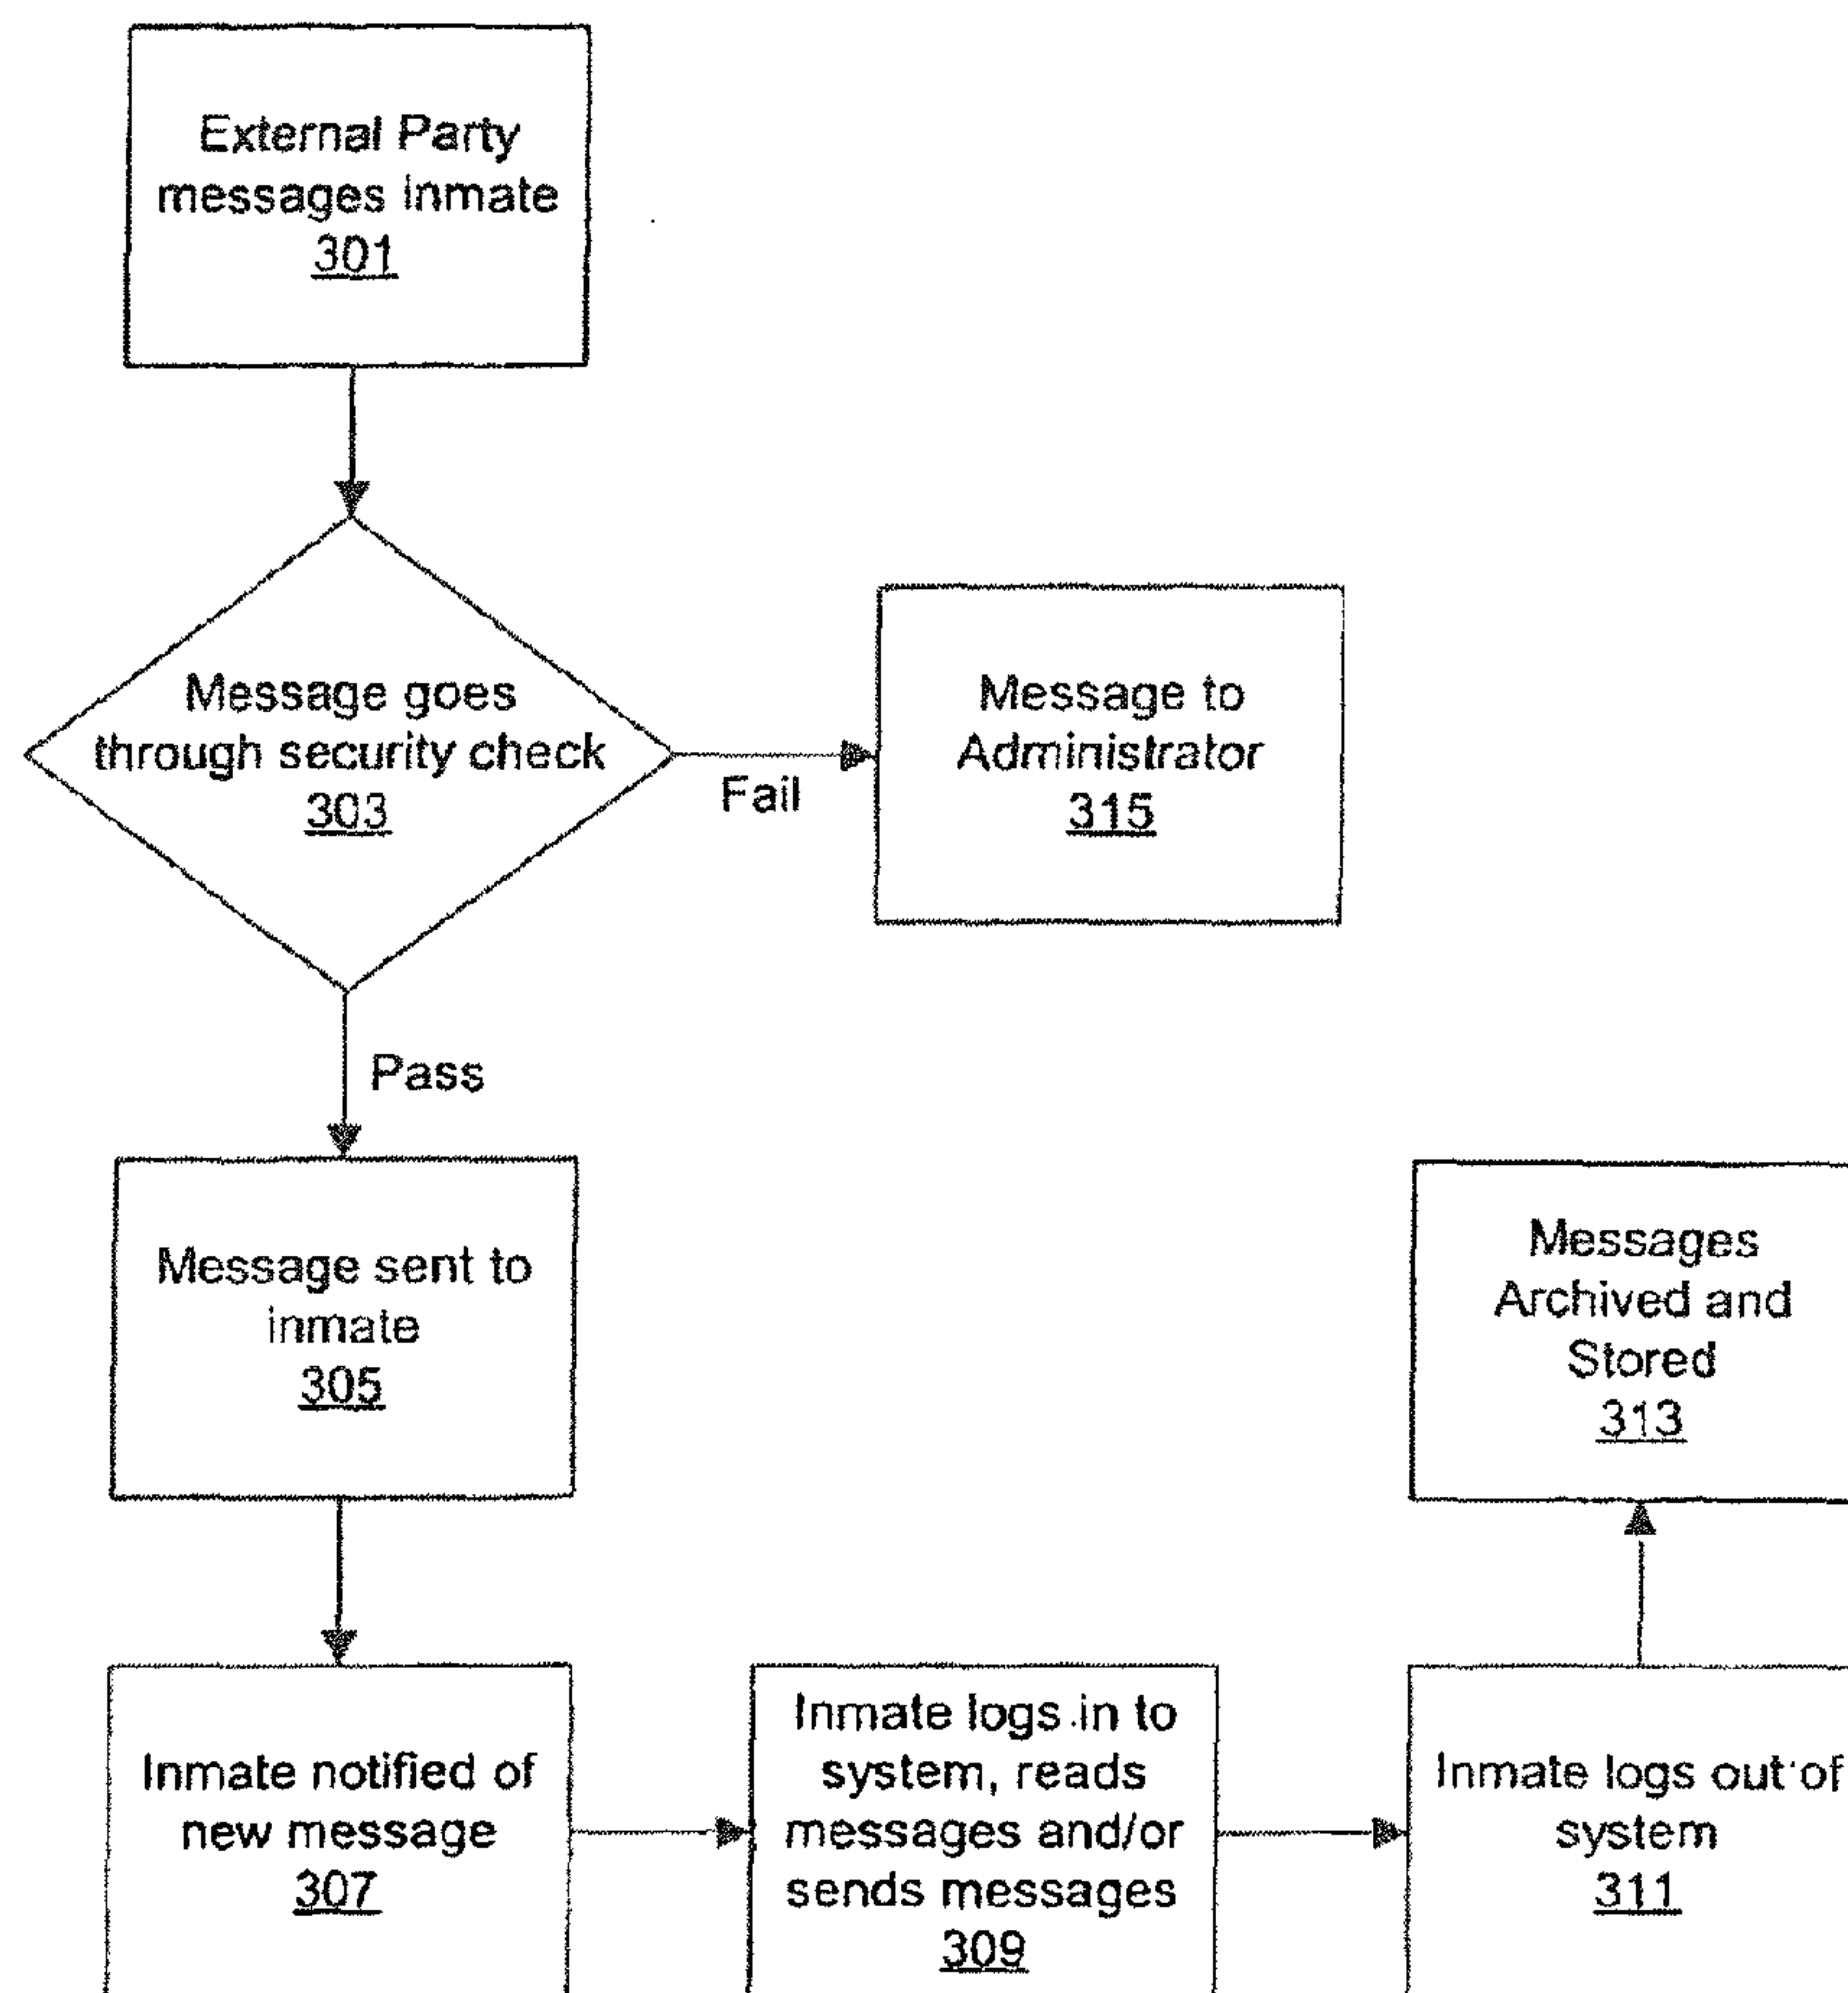 External Party
messages inmate
301
Message goes
through security check
303
Fail
Message to
Administrator
315
Pass
Message sent to
inmate
305
Messages
Archived and
Stored
313
Inmate notified of
new message
307
Inmate logs in to
system, reads
messages and/or
sends messages
309
Inmate logs out of
system
311